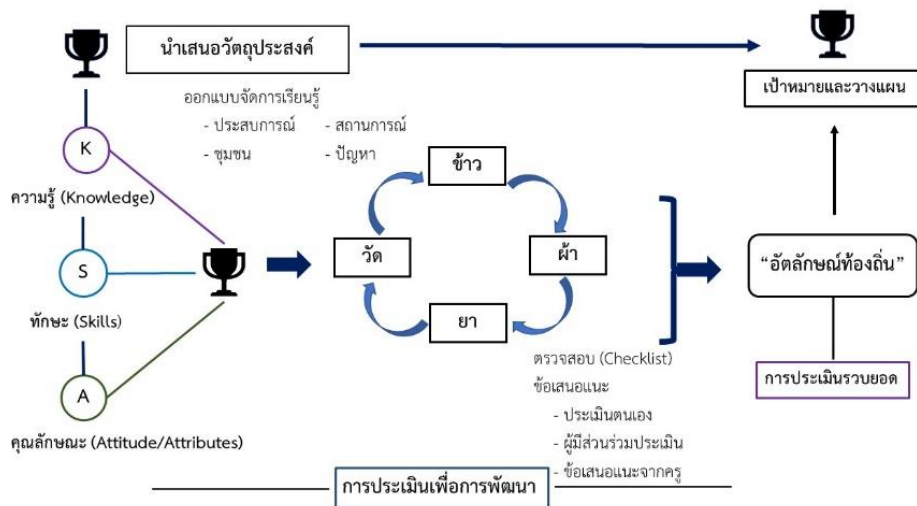 นำเสนอวัตถุประสงค์
เป้าหมายและวางแผน
ออกแบบจัดการเรียนรู้
- ประสบการณ์ - สถานการณ์
- ชุมชน - ปัญหา
K
ความรู้ (Knowledge)
S
ทักษะ (Skills)
A
คุณลักษณะ (Attitude/Attributes)
ข้าว
วัด
ผ้า
ยา
"อัตลักษณ์ท้องถิ่น"
การประเมินรวบยอด
ตรวจสอบ (Checklist)
ข้อเสนอแนะ
- ประเมินตนเอง
- ผู้มีส่วนร่วมประเมิน
- ข้อเสนอแนะจากครู
การประเมินเพื่อการพัฒนา